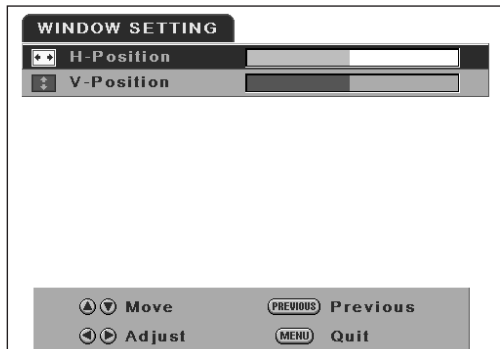 WINDOW SETTING
H-Position
V-Position
Move PREVIOUS Previous
Adjust MENU Quit